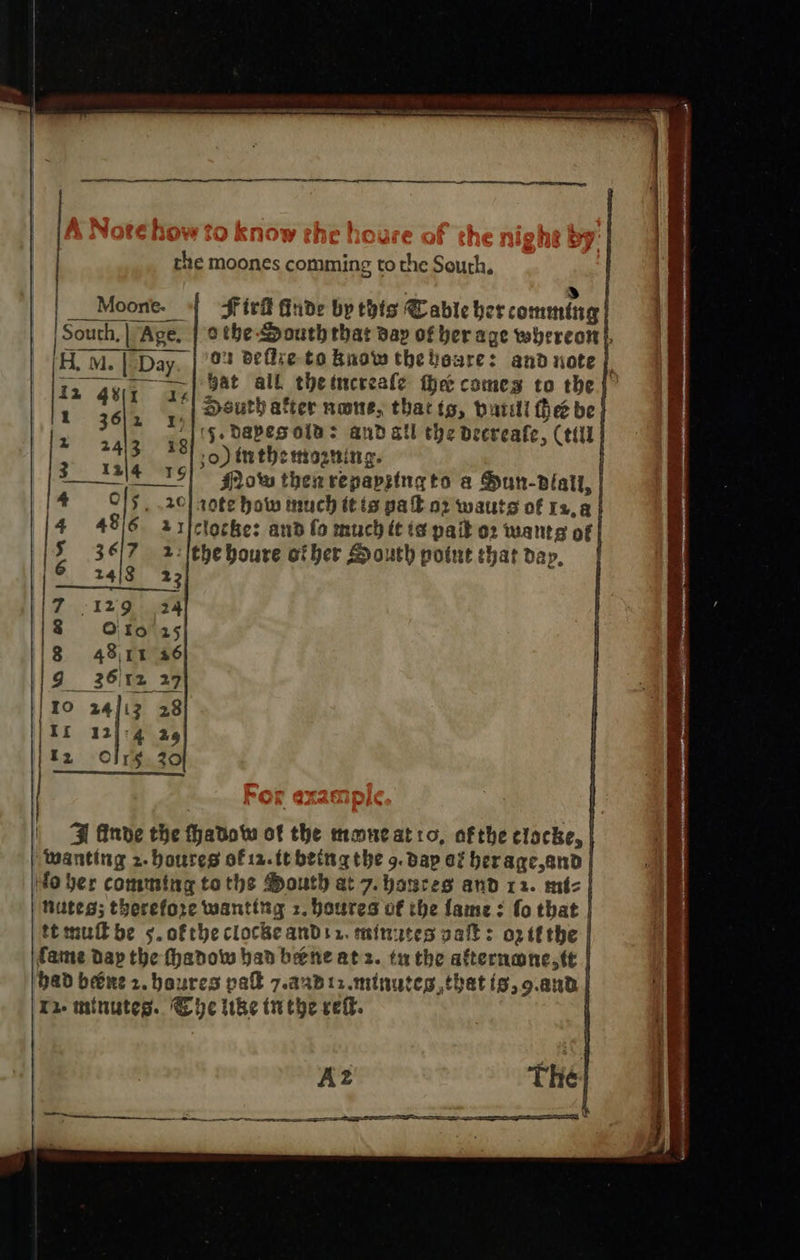 A Note how to know the houre of the night by
the moones comming to the South.
Moone.
South. | Age.
H. M. | Day.
12 48|1 16
1 36|2 17
2 24|3 18
3 12|4 19
4 0|5 20
4 48|6 21
5 36|7 22
6 24|8 23
7 12 9 24
8 0 10 25
8 48 11 26
9 36 12 27
10 24 13 28
11 12 14 29
12 0 15 30
First finde by this Table her comming
o the South that day of her age whereon
ou desire to know the houre: and note
hat all the increase shee comes to the
South after noone, that is, vntill shee be
15. dayes old: and all the decrease, (till
30) in the morning.
Now then repayring to a Sun-diall,
note how much it is past or wants of 12, a
clocke: and so much it is past or wants of
the houre of her South point that day.
For example.
I finde the shadow of the moone at 10, of the clocke,
wanting 2. houres of 12. it being the 9. day of her age, and
so her comming to the South at 7. houres and 12. mi-
nutes; therefore wanting 2. houres of the same: so that
it must be 5. of the clocke and 12. minutes past: or if the
same day the shadow had beene at 2. in the afternoone, it
had beene 2. houres past 7. and 12. minutes, that is, 9. and
12. minutes. The like in the rest.
A2 The